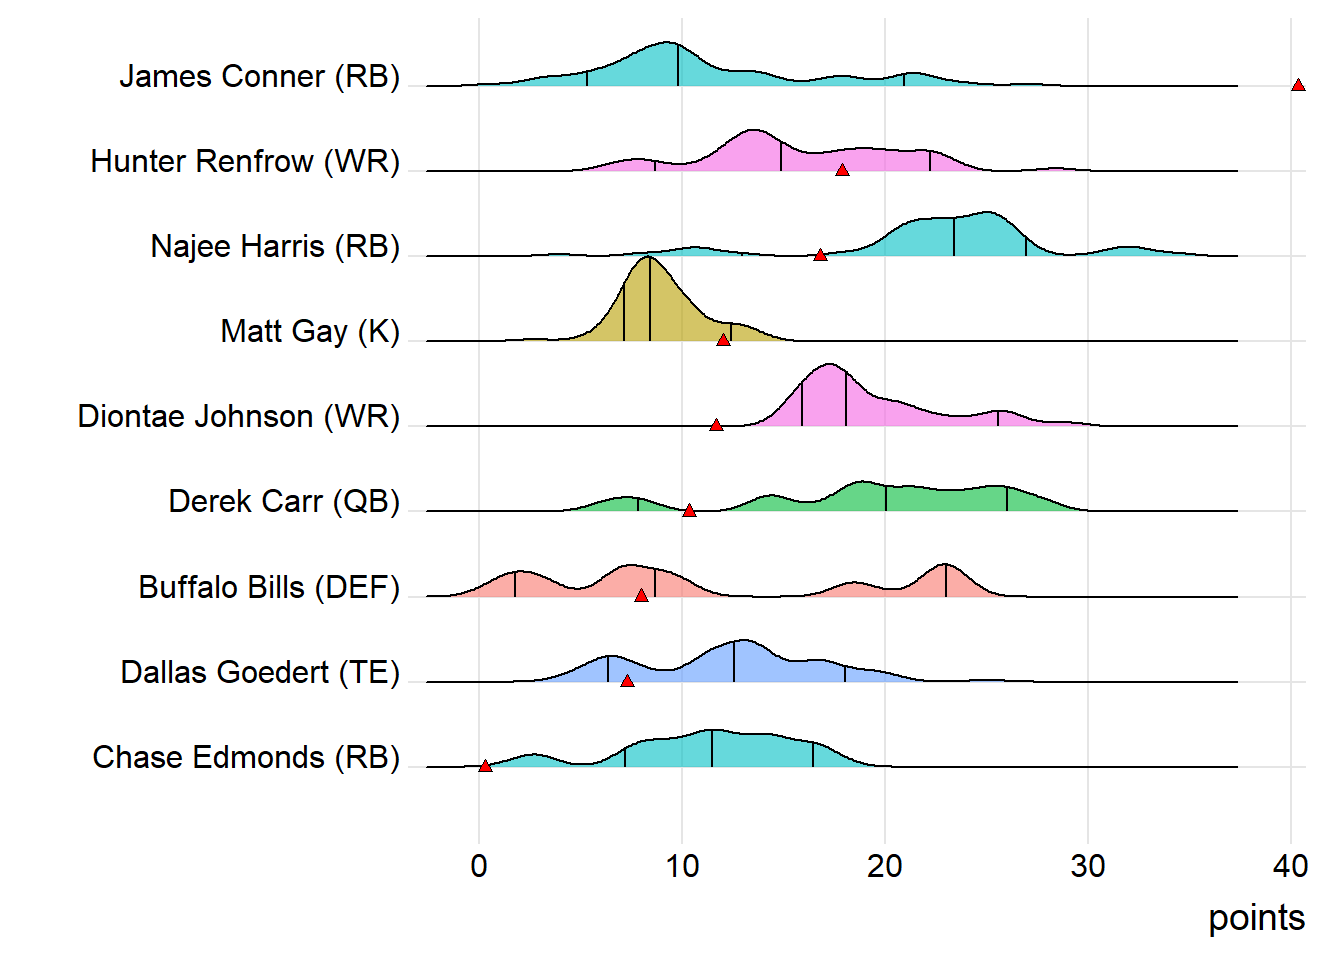 James Conner (RB)
Hunter Renfrow (WR)
Najee Harris (RB)
Matt Gay (K)
Diontae Johnson (WR)
Derek Carr (QB)
Buffalo Bills (DEF)
Dallas Goedert (TE)
Chase Edmonds (RB)
0 10 20 30 40
points